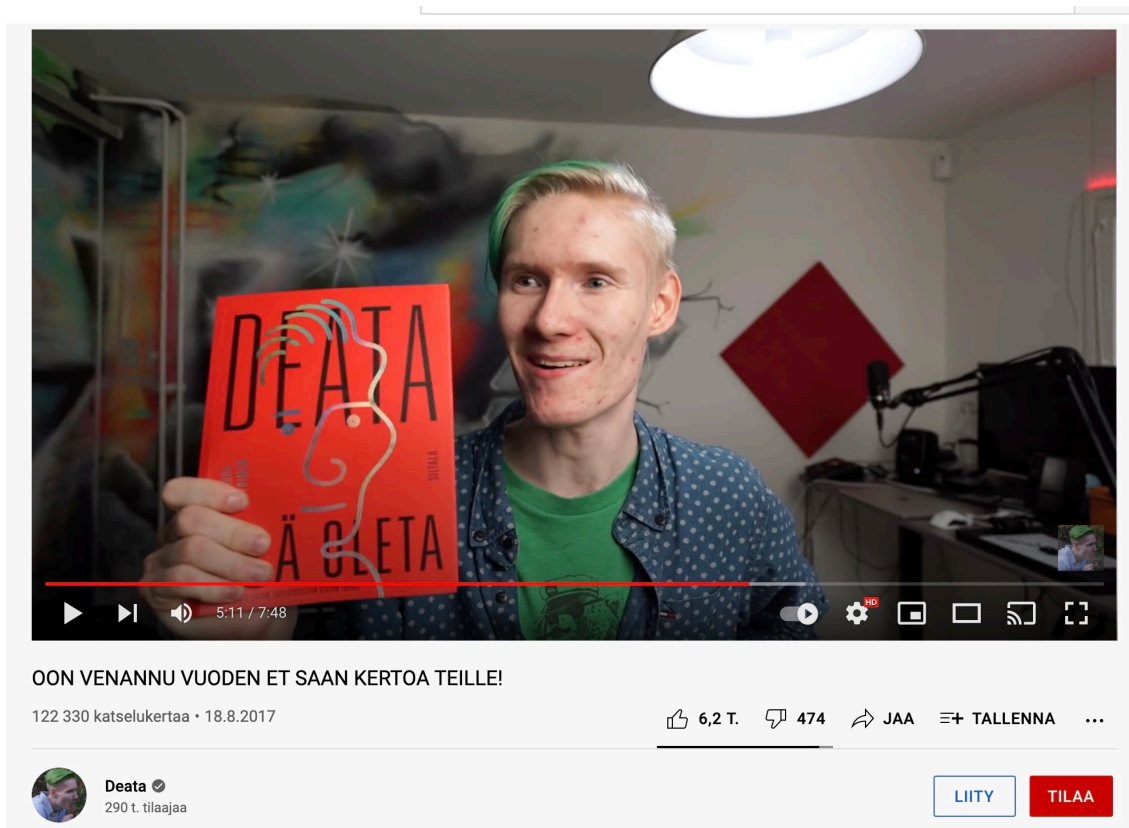 DEATA
SILTALA
Ä OLETA
5:11 / 7:48
HD
OON VENANNU VUODEN ET SAAN KERTOA TEILLE!
122 330 katselukertaa • 18.8.2017
6,2 T. 474 JAA TALLENNA
Deata
290 t. tilaajaa
LIITY TILAA